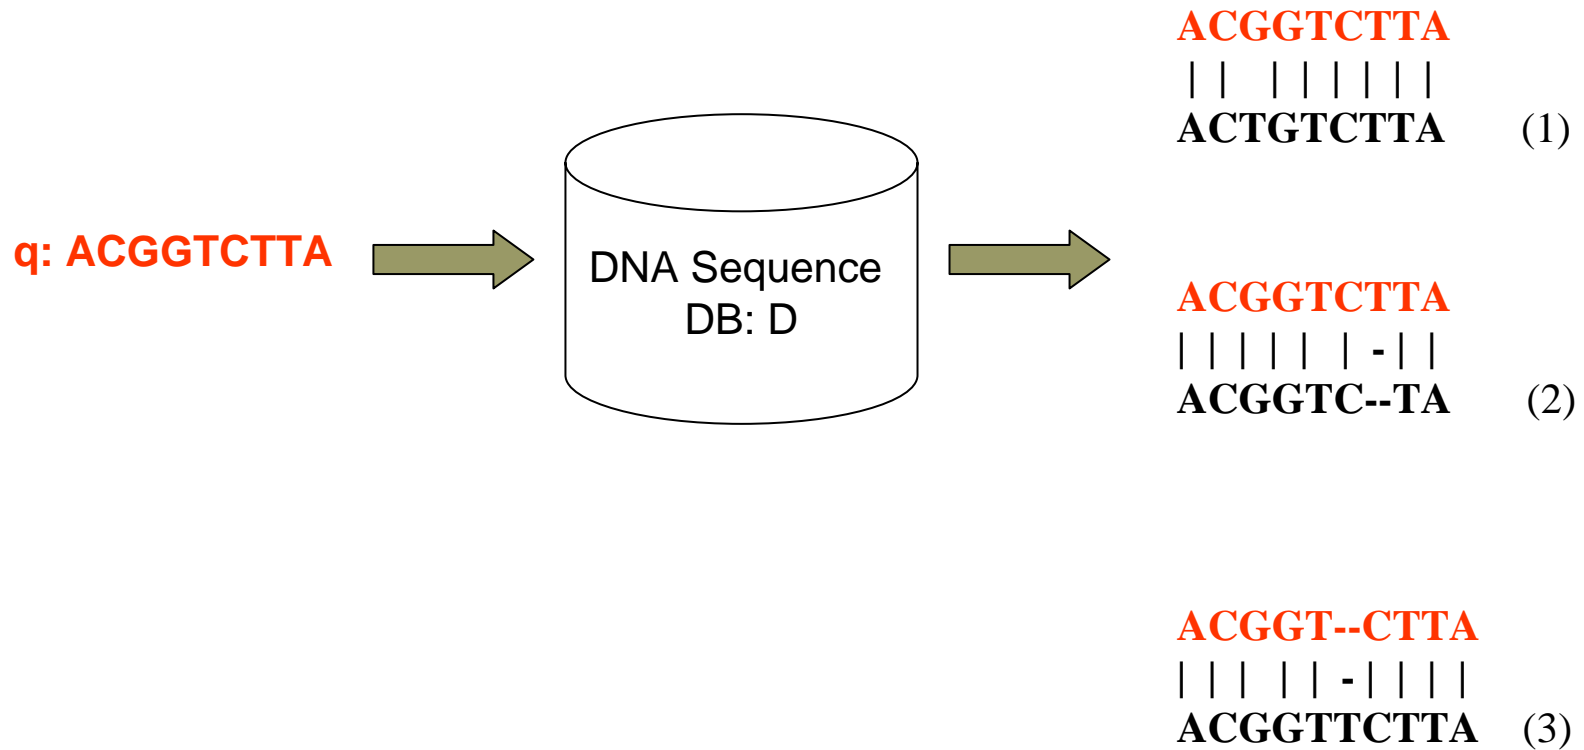 q: ACGGTCTTA
DNA Sequence
DB: D
ACGGTCTTA
| | | | | | | |
ACTGTCTTA (1)
ACGGTCTTA
| | | | | | - | |
ACGGTC--TA (2)
ACGGT--CTTA
| | | | | - | | | |
ACGGTTCTTA (3)